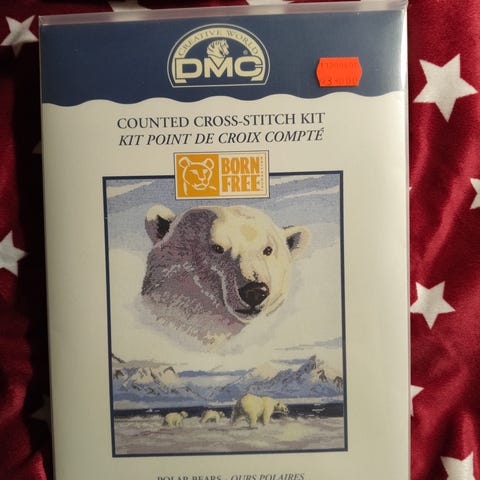 CREATIVE WORLD
DMC
COUNTED CROSS-STITCH KIT
KIT POINT DE CROIX COMPTÉ
BORN
FREE
POLAR BEARS - OURS POLAIRES